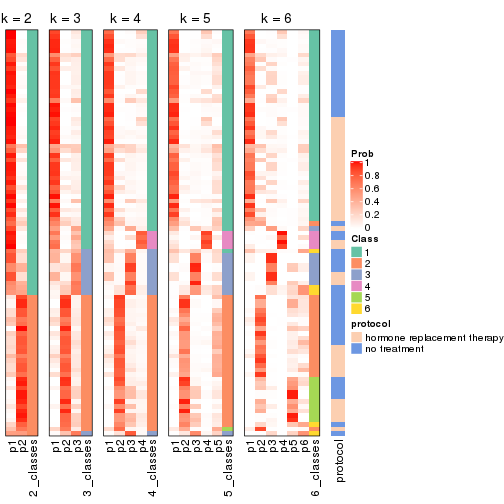 k = 2 k = 3 k = 4 k = 5 k = 6
Prob
1
0.8
0.6
0.4
0.2
0
Class
1
2
3
4
5
6
protocol
hormone replacement therapy
no treatment
p1 p2 2_classes p1 p2 p3 3_classes p1 p2 p3 p4 4_classes p1 p2 p3 p4 p5 5_classes p1 p2 p3 p4 p5 p6 6_classes protocol